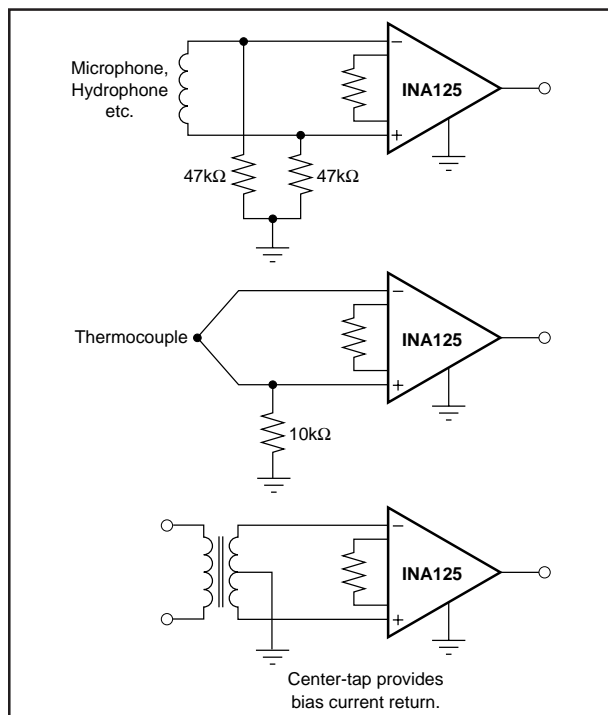 Microphone,
Hydrophone
etc.
−
INA125
+
47kΩ
47kΩ
Thermocouple
−
INA125
+
10kΩ
−
INA125
+
Center-tap provides
bias current return.